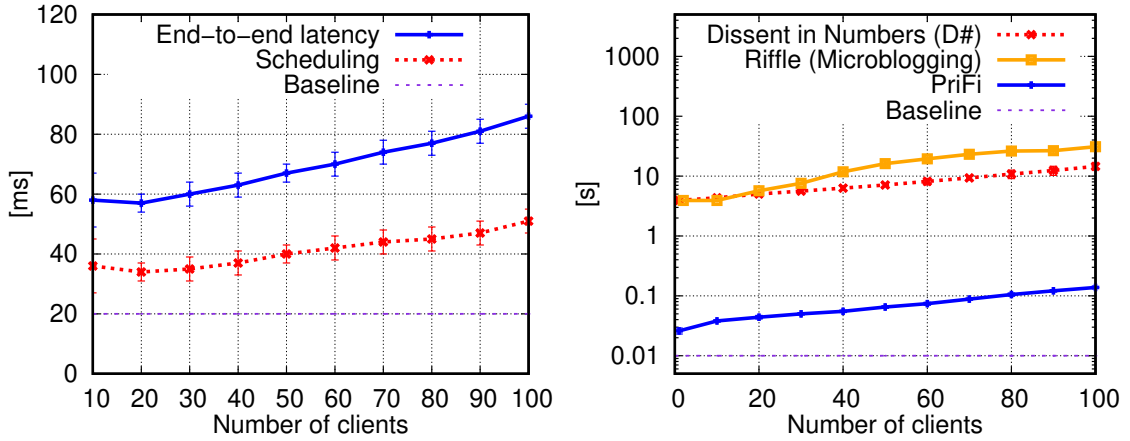 End-to-end latency
Scheduling
Baseline
120
100
80
60
40
20
0
[ms]
10 20 30 40 50 60 70 80 90 100
Number of clients
Dissent in Numbers (D#)
Riffle (Microblogging)
PriFi
Baseline
1000
100
10
1
0.1
0.01
[s]
0 20 40 60 80 100
Number of clients